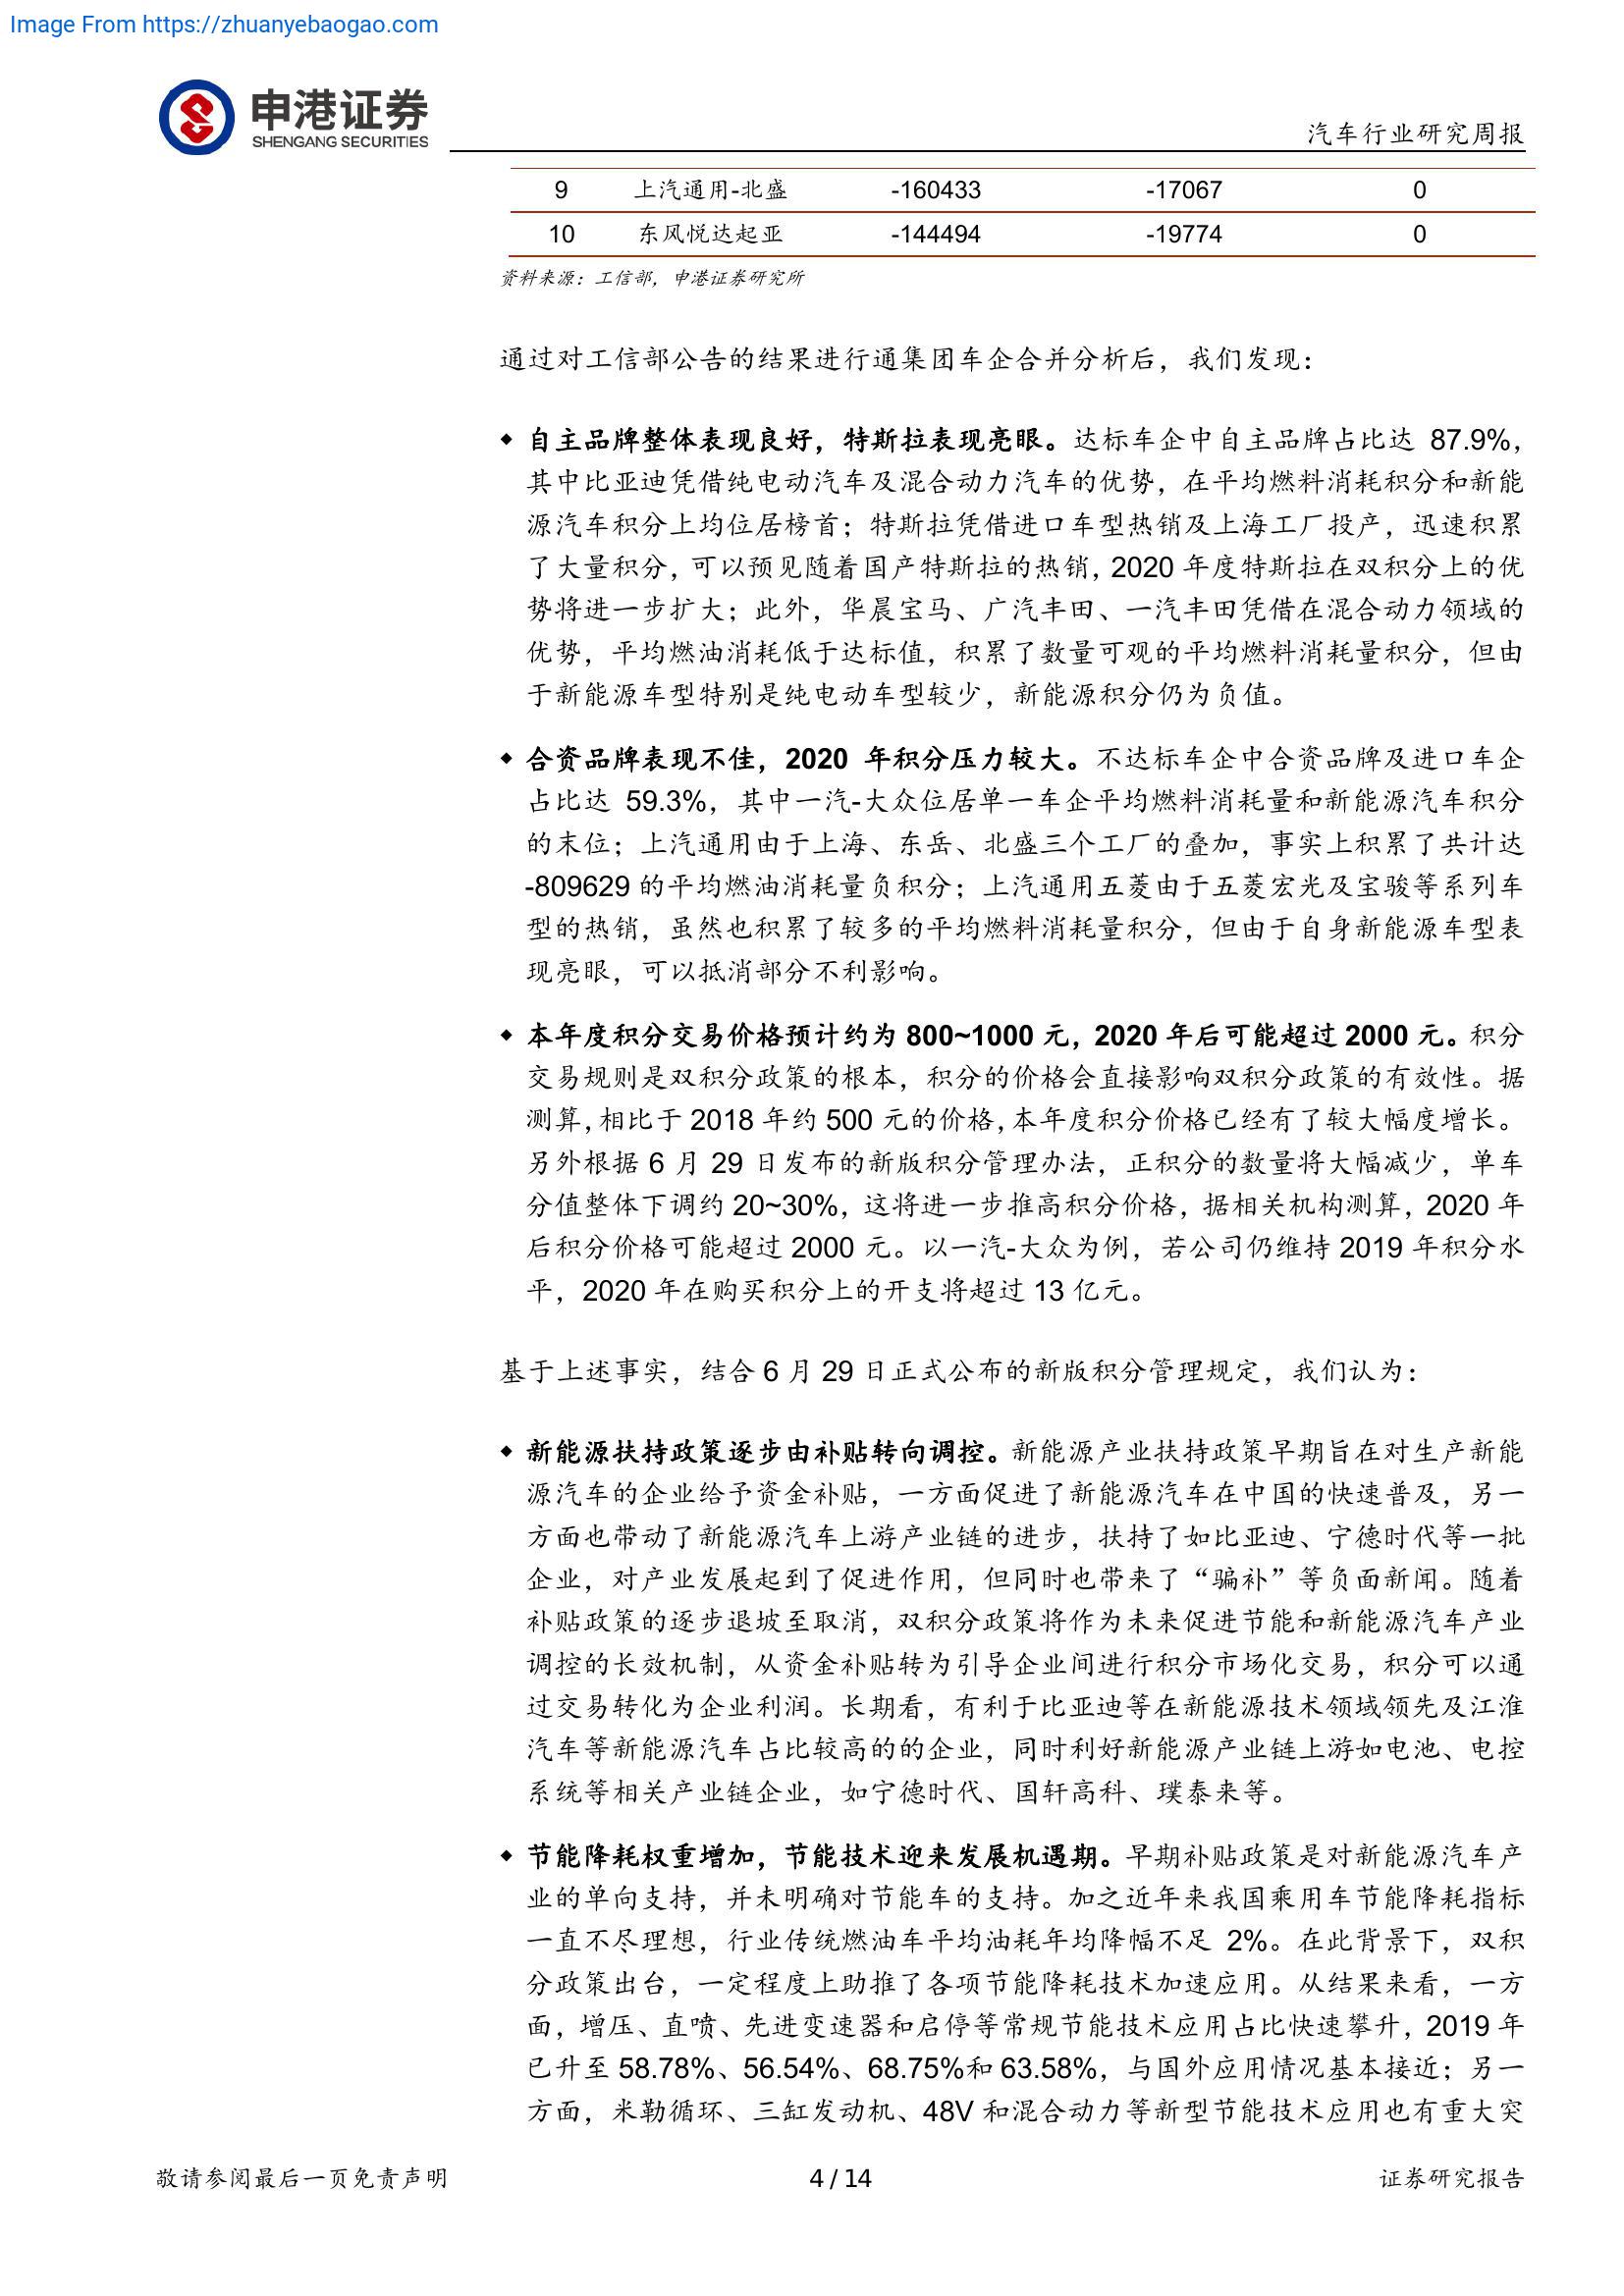 Image From https://zhuanyebaogao.com
申港证券
SHENGANG SECURITIES
汽车行业研究周报
9 上汽通用-北盛 -160433 -17067 0
10 东风悦达起亚 -144494 -19774 0
资料来源：工信部，申港证券研究所
通过对工信部公告的结果进行通集团车企合并分析后，我们发现：
◆ 自主品牌整体表现良好，特斯拉表现亮眼。达标车企中自主品牌占比达 87.9%，
其中比亚迪凭借纯电动汽车及混合动力汽车的优势，在平均燃料消耗积分和新能
源汽车积分上均位居榜首；特斯拉凭借进口车型热销及上海工厂投产，迅速积累
了大量积分，可以预见随着国产特斯拉的热销，2020 年度特斯拉在双积分上的优
势将进一步扩大；此外，华晨宝马、广汽丰田、一汽丰田凭借在混合动力领域的
优势，平均燃油消耗低于达标值，积累了数量可观的平均燃料消耗量积分，但由
于新能源车型特别是纯电动车型较少，新能源积分仍为负值。
◆ 合资品牌表现不佳，2020 年积分压力较大。不达标车企中合资品牌及进口车企
占比达 59.3%，其中一汽-大众位居单一车企平均燃料消耗量和新能源汽车积分
的末位；上汽通用由于上海、东岳、北盛三个工厂的叠加，事实上积累了共计达
-809629 的平均燃油消耗量负积分；上汽通用五菱由于五菱宏光及宝骏等系列车
型的热销，虽然也积累了较多的平均燃料消耗量积分，但由于自身新能源车型表
现亮眼，可以抵消部分不利影响。
◆ 本年度积分交易价格预计约为 800~1000 元，2020 年后可能超过 2000 元。积分
交易规则是双积分政策的根本，积分的价格会直接影响双积分政策的有效性。据
测算，相比于 2018 年约 500 元的价格，本年度积分价格已经有了较大幅度增长。
另外根据 6 月 29 日发布的新版积分管理办法，正积分的数量将大幅减少，单车
分值整体下调约 20~30%，这将进一步推高积分价格，据相关机构测算，2020 年
后积分价格可能超过 2000 元。以一汽-大众为例，若公司仍维持 2019 年积分水
平，2020 年在购买积分上的开支将超过 13 亿元。
基于上述事实，结合 6 月 29 日正式公布的新版积分管理规定，我们认为：
◆ 新能源扶持政策逐步由补贴转向调控。新能源产业扶持政策早期旨在对生产新能
源汽车的企业给予资金补贴，一方面促进了新能源汽车在中国的快速普及，另一
方面也带动了新能源汽车上游产业链的进步，扶持了如比亚迪、宁德时代等一批
企业，对产业发展起到了促进作用，但同时也带来了“骗补”等负面新闻。随着
补贴政策的逐步退坡至取消，双积分政策将作为未来促进节能和新能源汽车产业
调控的长效机制，从资金补贴转为引导企业间进行积分市场化交易，积分可以通
过交易转化为企业利润。长期看，有利于比亚迪等在新能源技术领域领先及江淮
汽车等新能源汽车占比较高的的企业，同时利好新能源产业链上游如电池、电控
系统等相关产业链企业，如宁德时代、国轩高科、璞泰来等。
◆ 节能降耗权重增加，节能技术迎来发展机遇期。早期补贴政策是对新能源汽车产
业的单向支持，并未明确对节能车的支持。加之近年来我国乘用车节能降耗指标
一直不尽理想，行业传统燃油车平均油耗年均降幅不足 2%。在此背景下，双积
分政策出台，一定程度上助推了各项节能降耗技术加速应用。从结果来看，一方
面，增压、直喷、先进变速器和启停等常规节能技术应用占比快速攀升，2019 年
已升至 58.78%、56.54%、68.75%和 63.58%，与国外应用情况基本接近；另一
方面，米勒循环、三缸发动机、48V 和混合动力等新型节能技术应用也有重大突
敬请参阅最后一页免责声明
4 / 14
证券研究报告